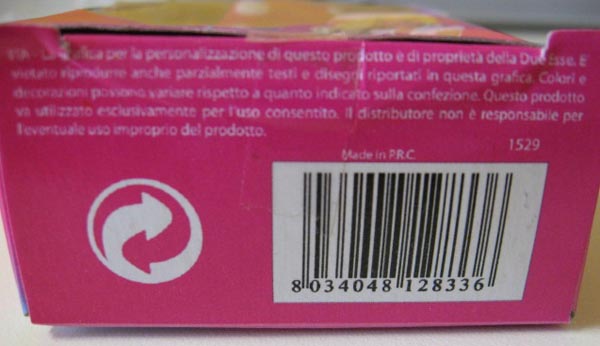 ITA - La grafica per la personalizzazione di questo prodotto è di proprietà della Due Esse. E'
vietato riprodurre anche parzialmente testi e disegni riportati in questa grafica. Colori e
decorazioni possono variare rispetto a quanto indicato sulla confezione. Questo prodotto
va utilizzato esclusivamente per l'uso consentito. Il distributore non è responsabile per
l'eventuale uso improprio del prodotto.
1529
Made in P.R.C.
8 034048 128336